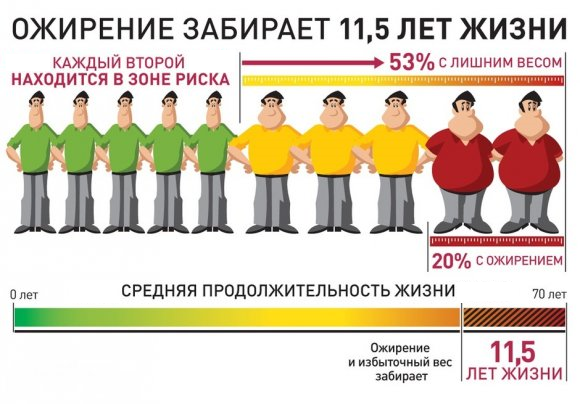 ОЖИРЕНИЕ ЗАБИРАЕТ 11,5 ЛЕТ ЖИЗНИ
КАЖДЫЙ ВТОРОЙ
НАХОДИТСЯ В ЗОНЕ РИСКА
53% С ЛИШНИМ ВЕСОМ
20% С ОЖИРЕНИЕМ
0 лет
СРЕДНЯЯ ПРОДОЛЖИТЕЛЬНОСТЬ ЖИЗНИ
70 лет
Ожирение
и избыточный вес
забирает
11,5
ЛЕТ ЖИЗНИ